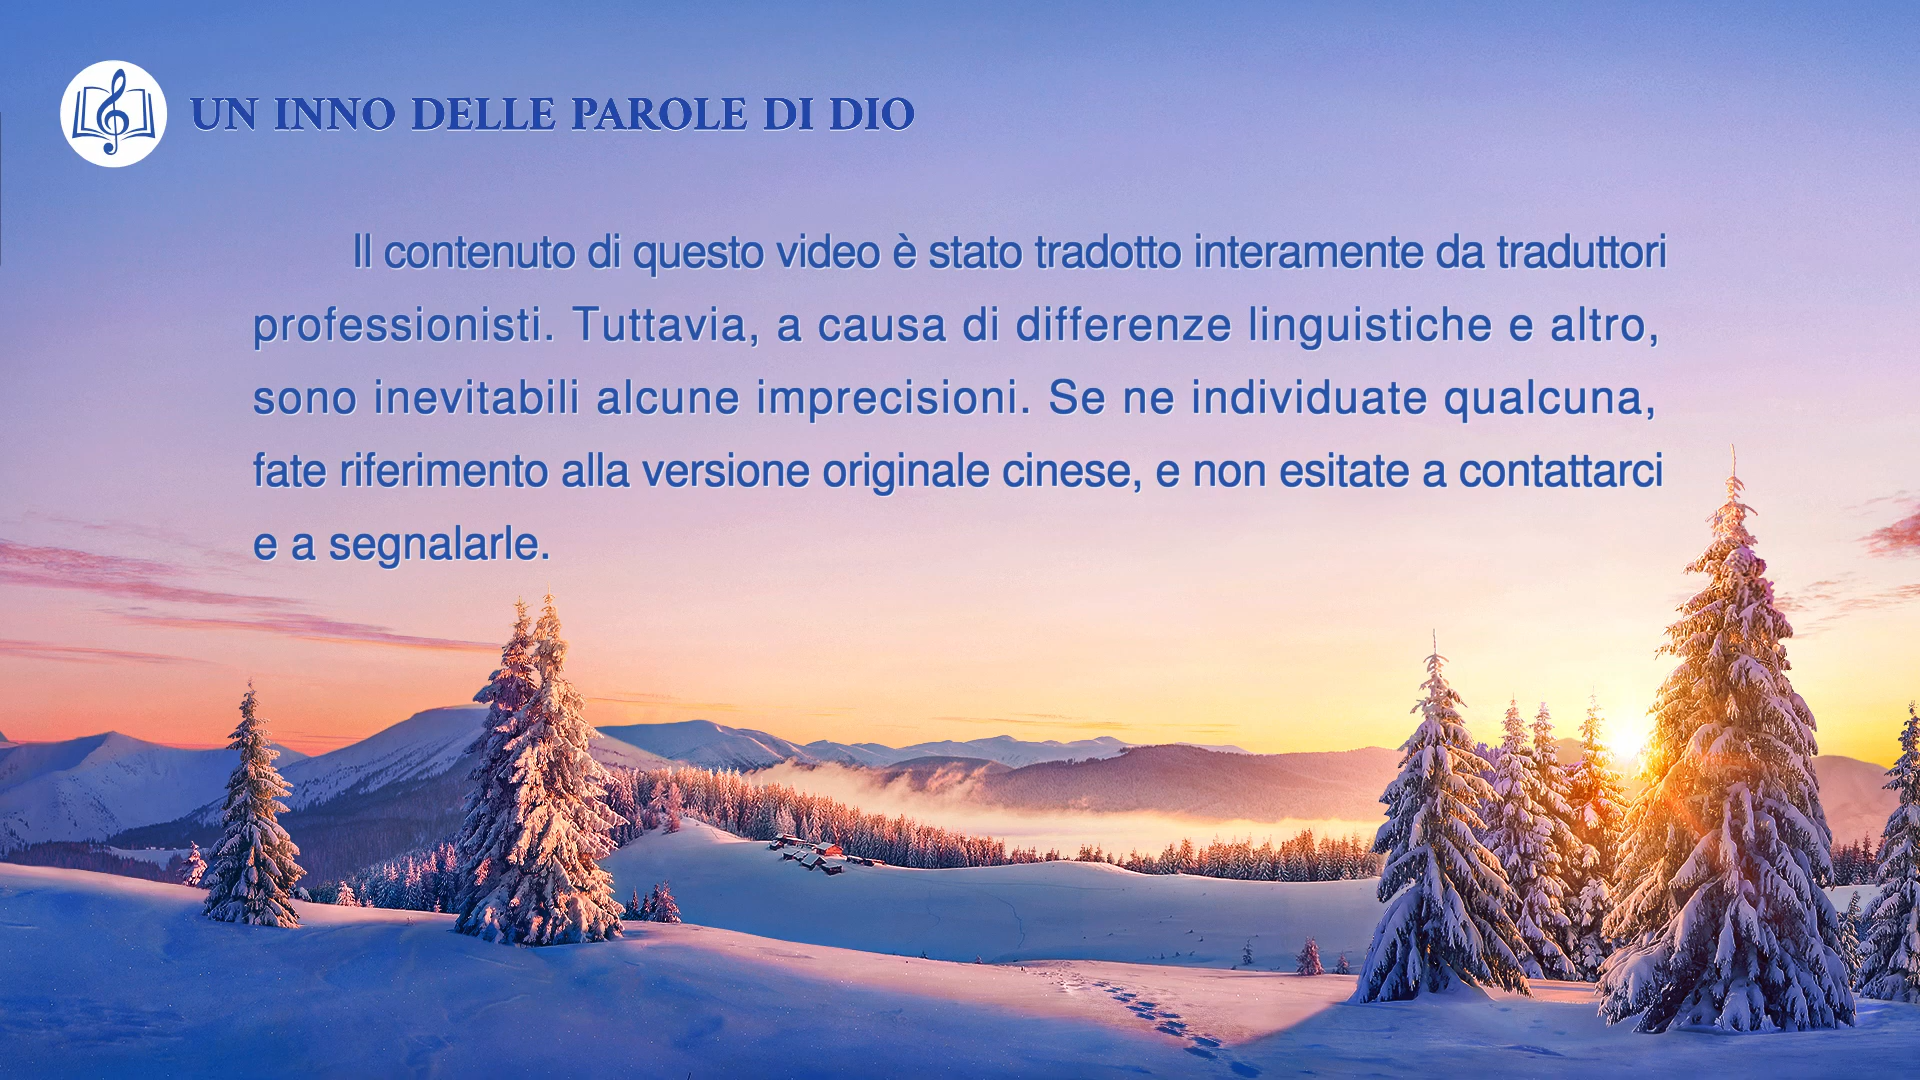 UN INNO DELLE PAROLE DI DIO
Il contenuto di questo video è stato tradotto interamente da traduttori
professionisti. Tuttavia, a causa di differenze linguistiche e altro,
sono inevitabili alcune imprecisioni. Se ne individuate qualcuna,
fate riferimento alla versione originale cinese, e non esitate a contattarci
e a segnalarle.